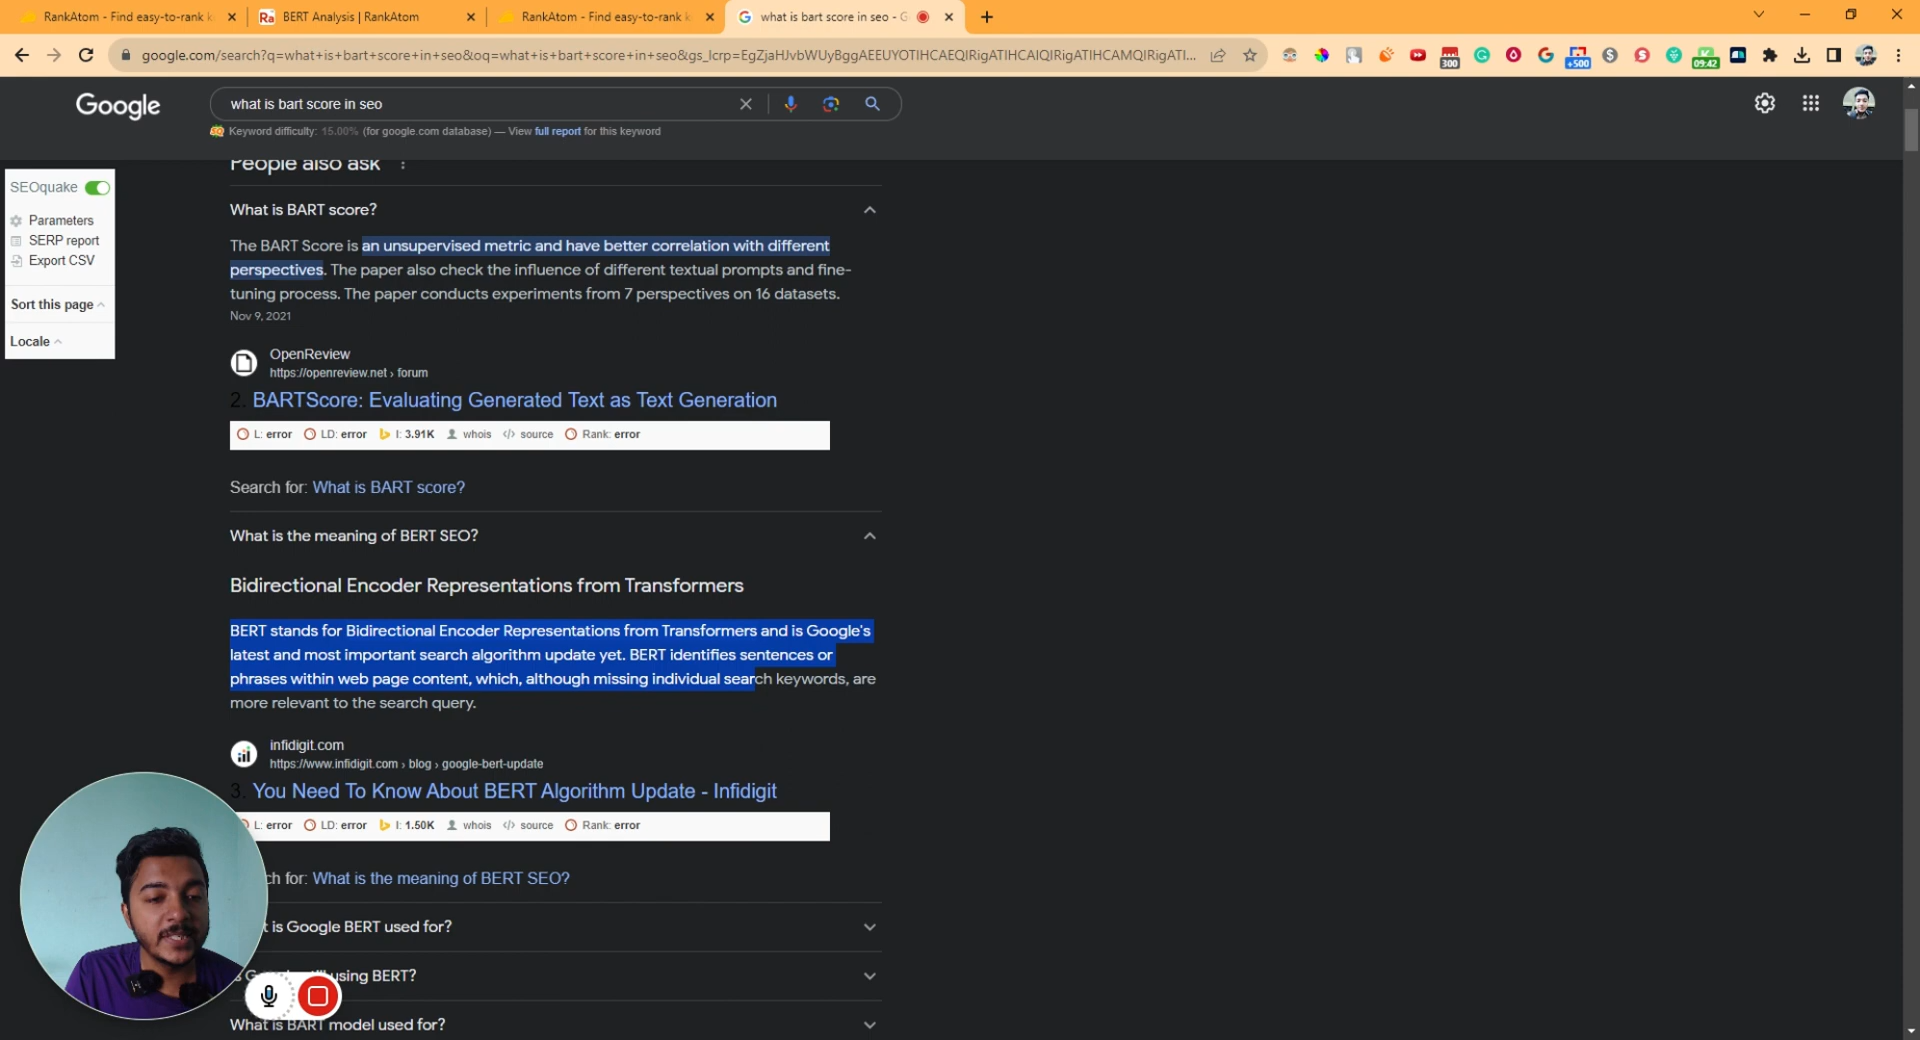 RankAtom - Find easy-to-rank k
Ra BERT Analysis | RankAtom
RankAtom - Find easy-to-rank k
what is bart score in seo - G
google.com/search?q=what+is+bart+score+in+seo&oq=what+is+bart+score+in+seo&gs_lcrp=EgZjaHJvbWUyBggAEEUYOTIHCAEQIRigATIHCAIQIRigATIHCAMQIRigATI...
300
+500
09:42
Google
what is bart score in seo
Keyword difficulty: 15.00% (for google.com database) — View full report for this keyword
People also ask
SEOquake
Parameters
SERP report
Export CSV
Sort this page
Locale
What is BART score?
The BART Score is an unsupervised metric and have better correlation with different
perspectives. The paper also check the influence of different textual prompts and fine-
tuning process. The paper conducts experiments from 7 perspectives on 16 datasets.
Nov 9, 2021
OpenReview
https://openreview.net › forum
2. BARTScore: Evaluating Generated Text as Text Generation
L: error LD: error I: 3.91K whois source Rank: error
Search for: What is BART score?
What is the meaning of BERT SEO?
Bidirectional Encoder Representations from Transformers
BERT stands for Bidirectional Encoder Representations from Transformers and is Google's
latest and most important search algorithm update yet. BERT identifies sentences or
phrases within web page content, which, although missing individual search keywords, are
more relevant to the search query.
infidigit.com
https://www.infidigit.com › blog › google-bert-update
3. You Need To Know About BERT Algorithm Update - Infidigit
L: error LD: error I: 1.50K whois source Rank: error
ch for: What is the meaning of BERT SEO?
t is Google BERT used for?
using BERT?
What is BART model used for?